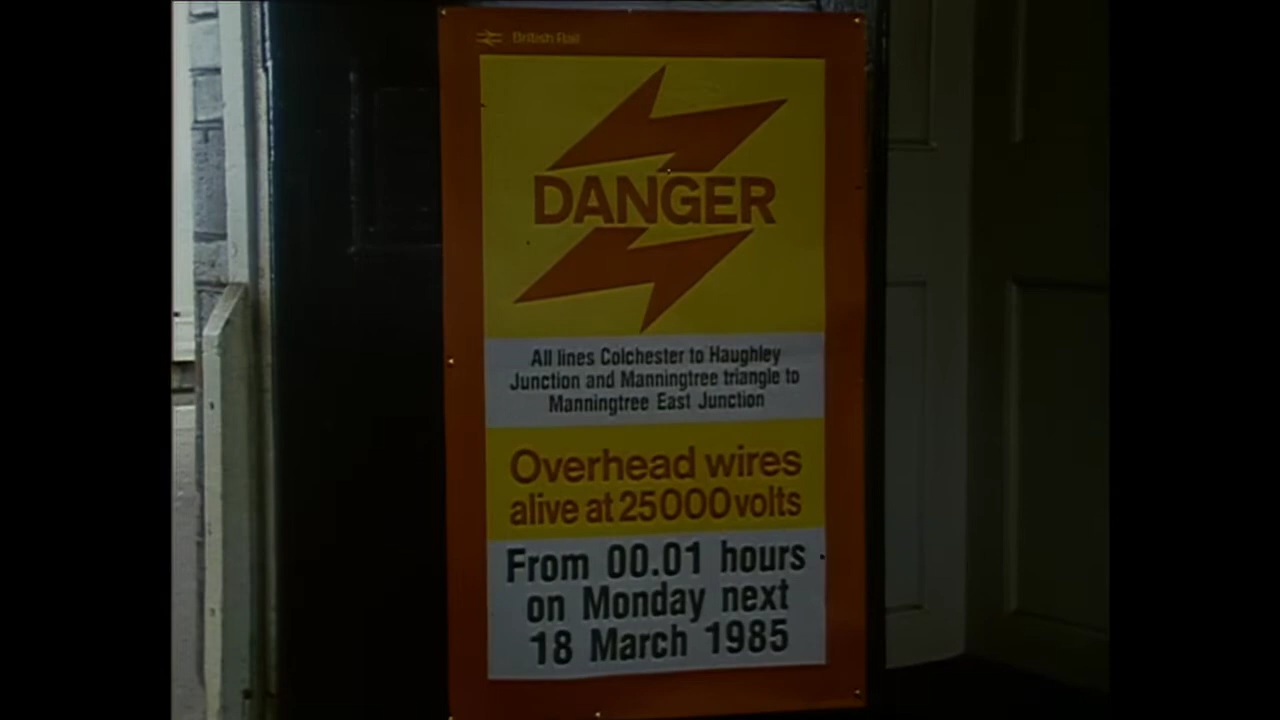 British Rail
DANGER
All lines Colchester to Haughley
Junction and Manningtree triangle to
Manningtree East Junction
Overhead wires
alive at 25000 volts
From 00.01 hours
on Monday next
18 March 1985